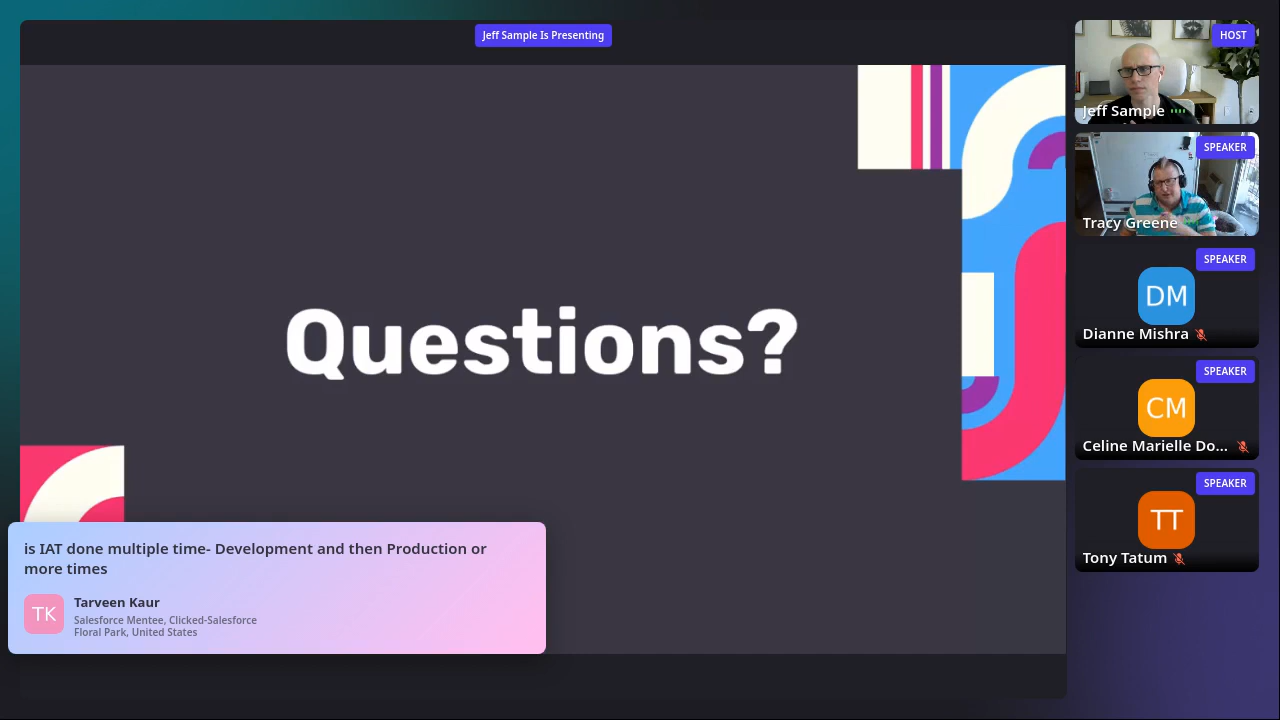 Jeff Sample Is Presenting
Questions?
is IAT done multiple time- Development and then Production or
more times
TK
Tarveen Kaur
Salesforce Mentee, Clicked-Salesforce
Floral Park, United States
HOST
Jeff Sample
SPEAKER
Tracy Greene
SPEAKER
DM
Dianne Mishra
SPEAKER
CM
Celine Marielle Do...
SPEAKER
TT
Tony Tatum